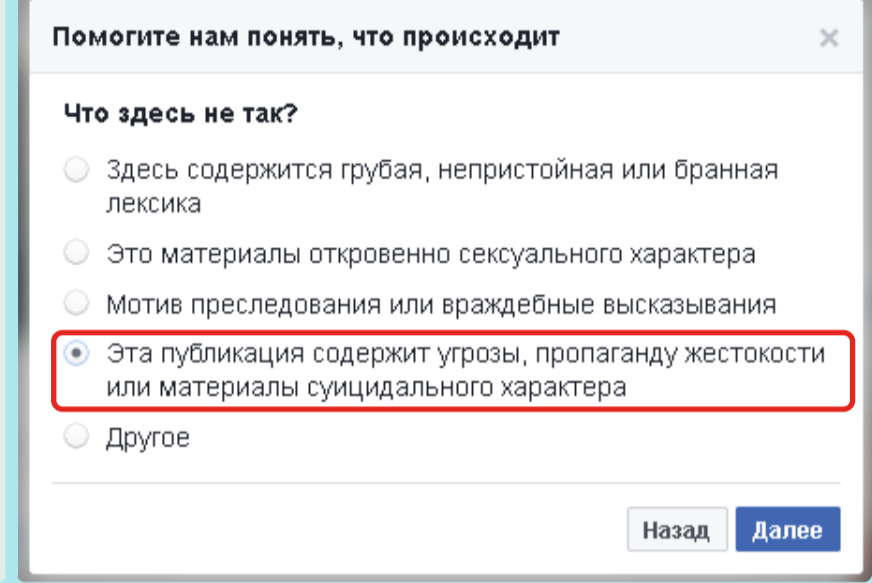 Помогите нам понять, что происходит
Что здесь не так?
Здесь содержится грубая, непристойная или бранная
лексика
Это материалы откровенно сексуального характера
Мотив преследования или враждебные высказывания
Эта публикация содержит угрозы, пропаганду жестокости
или материалы суицидального характера
Другое
Назад Далее